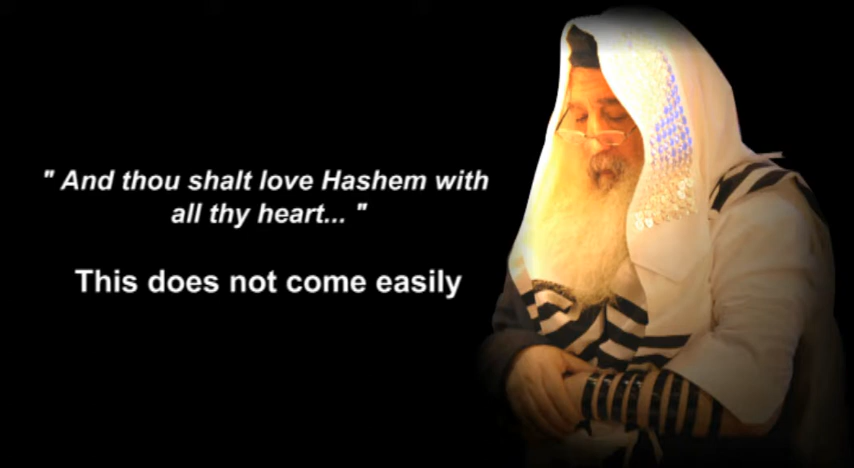 " And thou shalt love Hashem with
all thy heart... "
This does not come easily